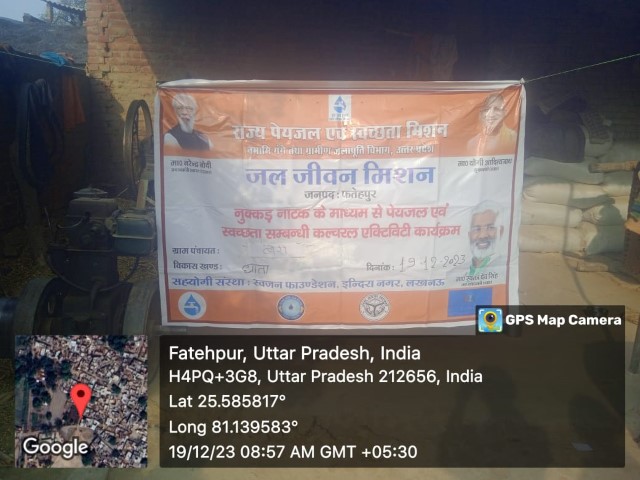 राज्य पेयजल एवं स्वच्छता मिशन
नमामि गंगे तथा ग्रामीण जलापूर्ति विभाग, उत्तर प्रदेश
जल जीवन मिशन
जनपद : फतेहपुर
नुक्कड़ नाटक के माध्यम से पेयजल एवं
स्वच्छता सम्बन्धी कल्चरल एक्टिविटी कार्यक्रम
ग्राम पंचायत :
विकास खण्ड :
दिनांक : 19.12.2023
सहयोगी संस्था : स्वजन फाउण्डेशन, इन्दिरा नगर, लखनऊ
GPS Map Camera
Fatehpur, Uttar Pradesh, India
H4PQ+3G8, Uttar Pradesh 212656, India
Lat 25.585817°
Long 81.139583°
19/12/23 08:57 AM GMT +05:30
Google